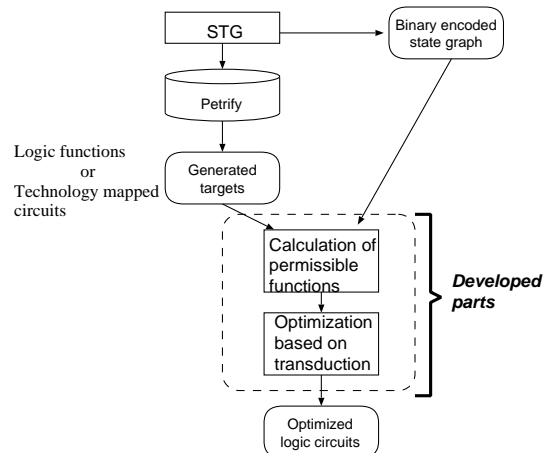 STG
Binary encoded
state graph
Petrify
Logic functions
or
Technology mapped
circuits
Generated
targets
Calculation of
permissible
functions
Developed
parts
Optimization
based on
transduction
Optimized
logic circuits